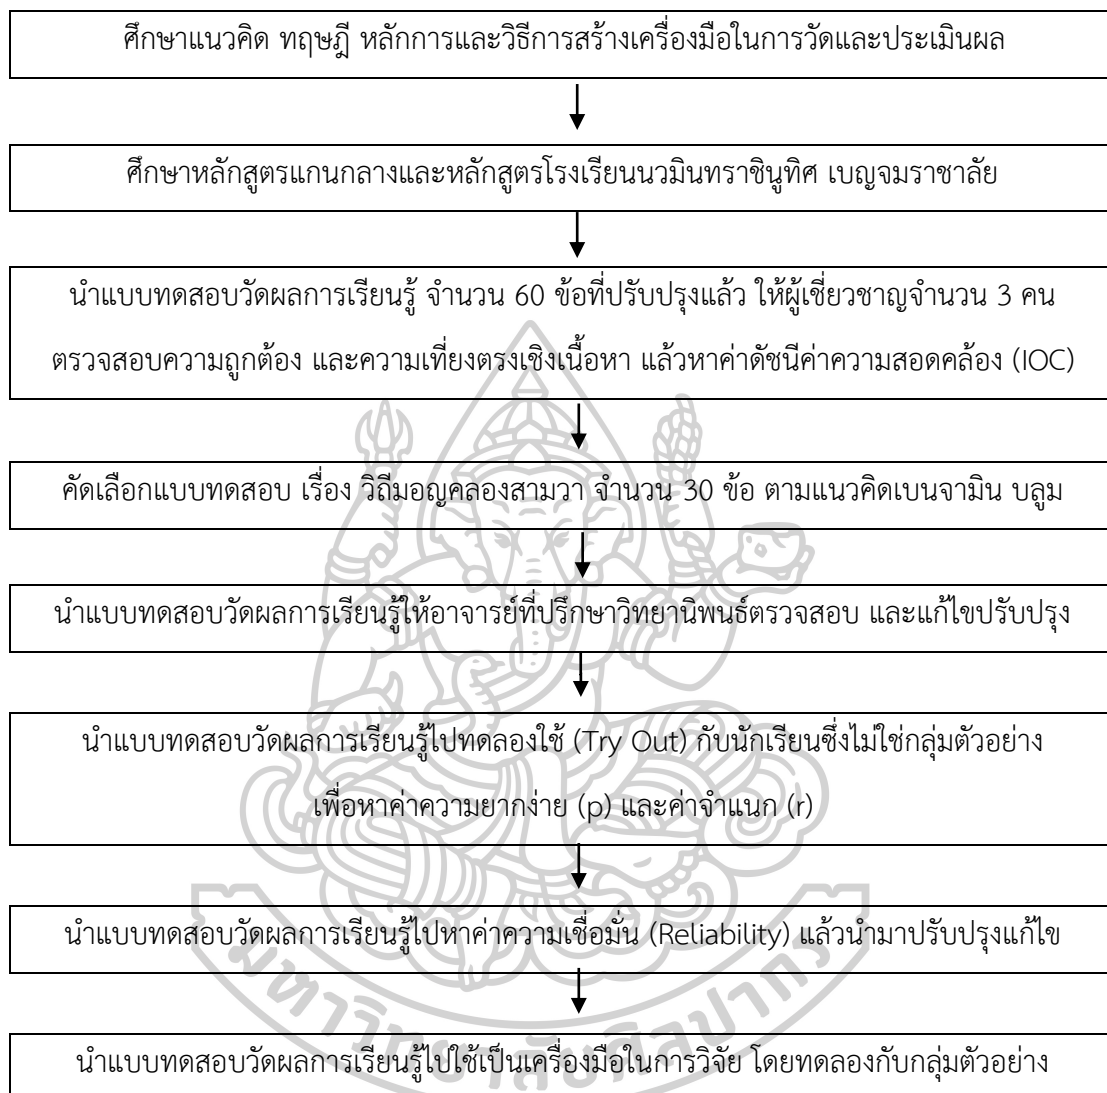 ศึกษาแนวคิด ทฤษฎี หลักการและวิธีการสร้างเครื่องมือในการวัดและประเมินผล
ศึกษาหลักสูตรแกนกลางและหลักสูตรโรงเรียนนวมินทราชินูทิศ เบญจมราชาลัย
นำแบบทดสอบวัดผลการเรียนรู้ จำนวน 60 ข้อที่ปรับปรุงแล้ว ให้ผู้เชี่ยวชาญจำนวน 3 คน
ตรวจสอบความถูกต้อง และความเที่ยงตรงเชิงเนื้อหา แล้วหาค่าดัชนีค่าความสอดคล้อง (IOC)
คัดเลือกแบบทดสอบ เรื่อง วิถีมอญคลองสามวา จำนวน 30 ข้อ ตามแนวคิดเบนจามิน บลูม
นำแบบทดสอบวัดผลการเรียนรู้ให้อาจารย์ที่ปรึกษาวิทยานิพนธ์ตรวจสอบ และแก้ไขปรับปรุง
นำแบบทดสอบวัดผลการเรียนรู้ไปทดลองใช้ (Try Out) กับนักเรียนซึ่งไม่ใช่กลุ่มตัวอย่าง
เพื่อหาค่าความยากง่าย (p) และค่าจำแนก (r)
นำแบบทดสอบวัดผลการเรียนรู้ไปหาค่าความเชื่อมั่น (Reliability) แล้วนำมาปรับปรุงแก้ไข
นำแบบทดสอบวัดผลการเรียนรู้ไปใช้เป็นเครื่องมือในการวิจัย โดยทดลองกับกลุ่มตัวอย่าง
มหาวิทยาลัยศิลปากร